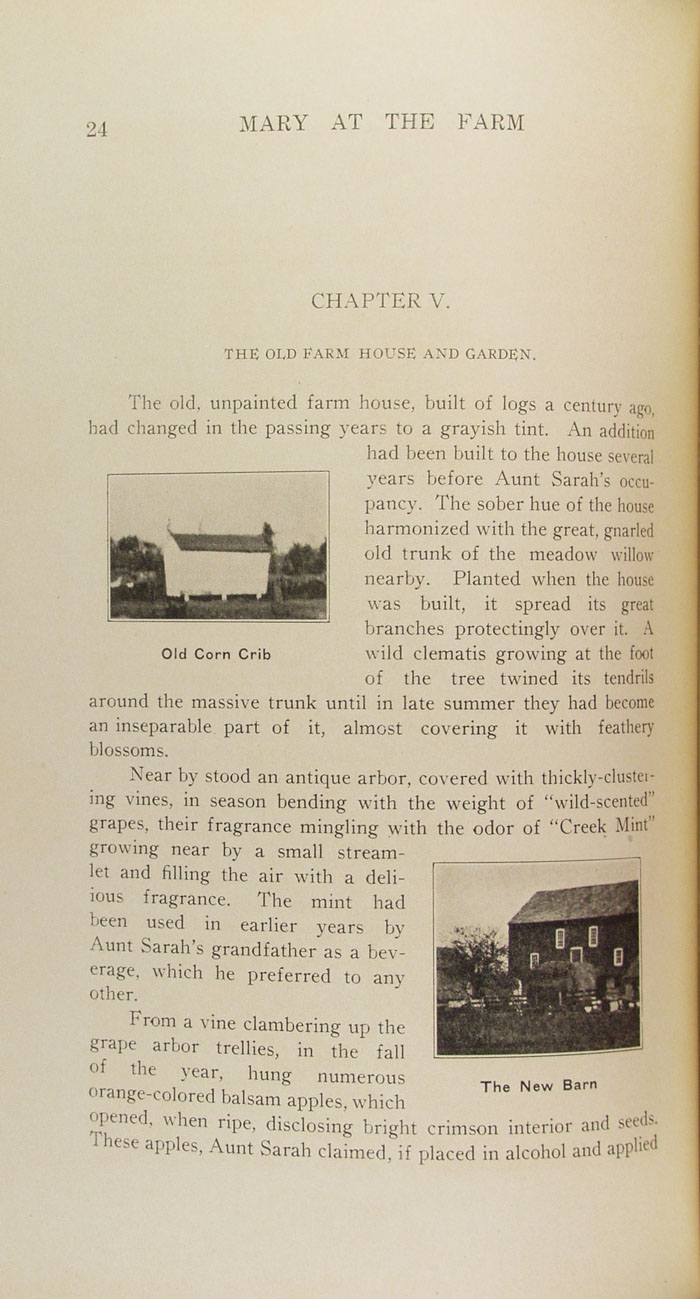 24
MARY AT THE FARM
CHAPTER V.
THE OLD FARM HOUSE AND GARDEN.
The old, unpainted farm house, built of logs a century ago,
had changed in the passing years to a grayish tint. An addition
had been built to the house several
years before Aunt Sarah's occu-
pancy. The sober hue of the house
harmonized with the great, gnarled
old trunk of the meadow willow
nearby. Planted when the house
was built, it spread its great
branches protectingly over it. A
wild clematis growing at the foot
of the tree twined its tendrils
Old Corn Crib
around the massive trunk until in late summer they had become
an inseparable part of it, almost covering it with feathery
blossoms.
Near by stood an antique arbor, covered with thickly-cluster-
ing vines, in season bending with the weight of "wild-scented"
grapes, their fragrance mingling with the odor of "Creek Mint"
growing near by a small stream-
let and filling the air with a deli-
ious fragrance. The mint had
been used in earlier years by
Aunt Sarah's grandfather as a bev-
erage, which he preferred to any
other.
From a vine clambering up the
grape arbor trellies, in the fall
of the year, hung numerous
orange-colored balsam apples, which
The New Barn
opened, when ripe, disclosing bright crimson interior and seeds.
These apples, Aunt Sarah claimed, if placed in alcohol and applied